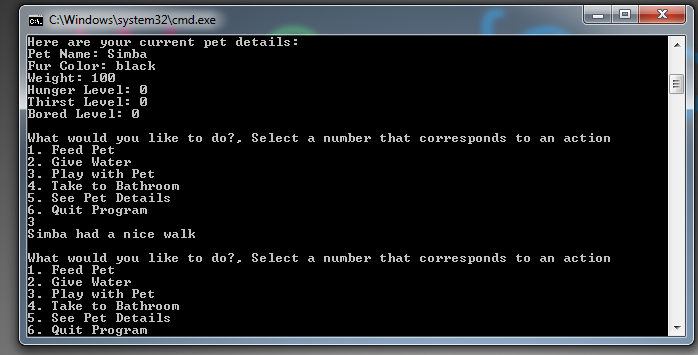 C:\Windows\system32\cmd.exe
Here are your current pet details:
Pet Name: Simba
Fur Color: black
Weight: 100
Hunger Level: 0
Thirst Level: 0
Bored Level: 0
What would you like to do?, Select a number that corresponds to an action
1. Feed Pet
2. Give Water
3. Play with Pet
4. Take to Bathroom
5. See Pet Details
6. Quit Program
3
Simba had a nice walk
What would you like to do?, Select a number that corresponds to an action
1. Feed Pet
2. Give Water
3. Play with Pet
4. Take to Bathroom
5. See Pet Details
6. Quit Program